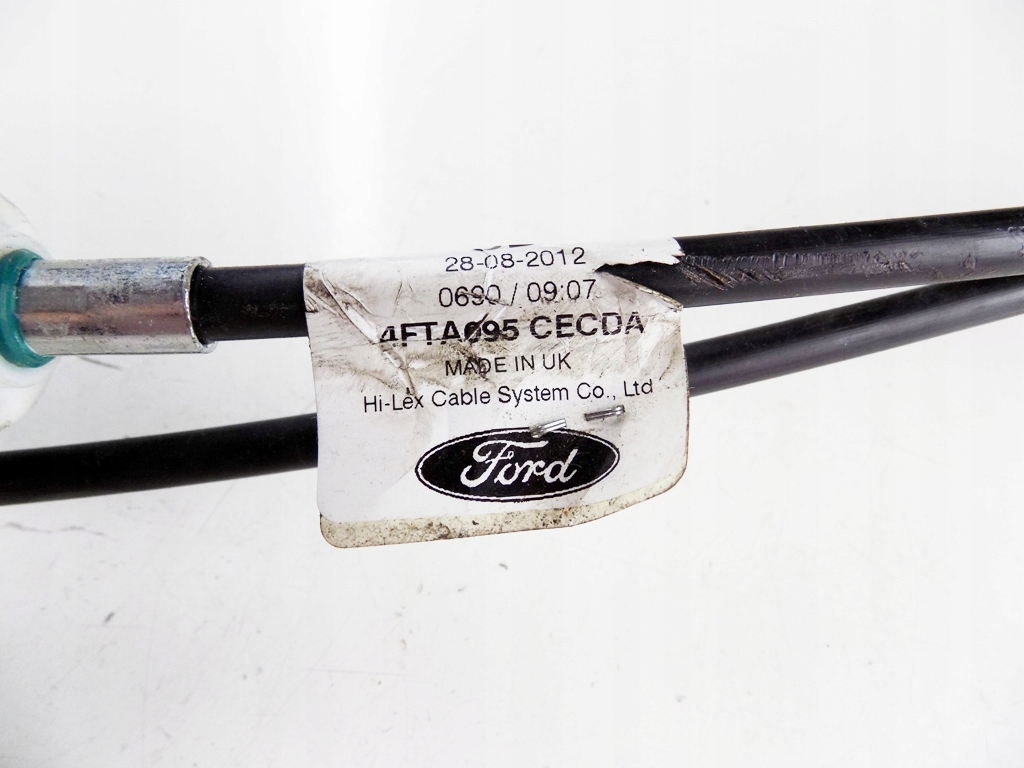 28-08-2012
0690 / 09:07
4FTA095 CECDA
MADE IN UK
Hi-Lex Cable System Co., Ltd
Ford